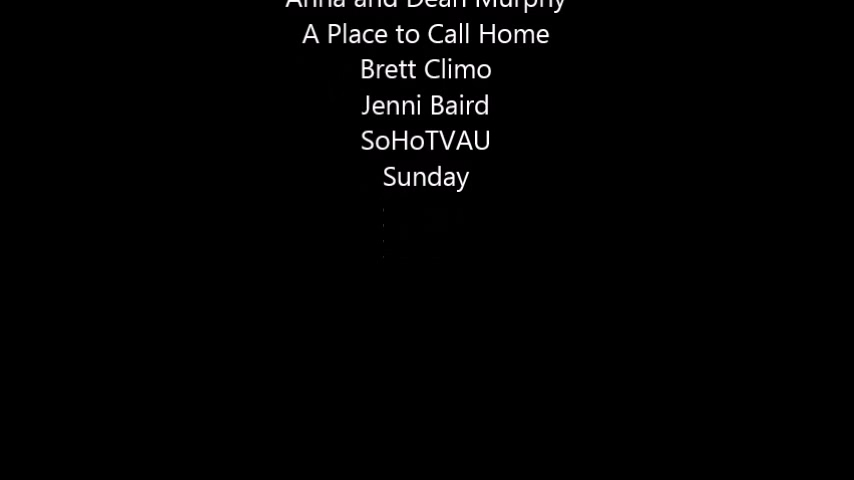 Anna and Dean Murphy
A Place to Call Home
Brett Climo
Jenni Baird
SoHoTVAU
Sunday